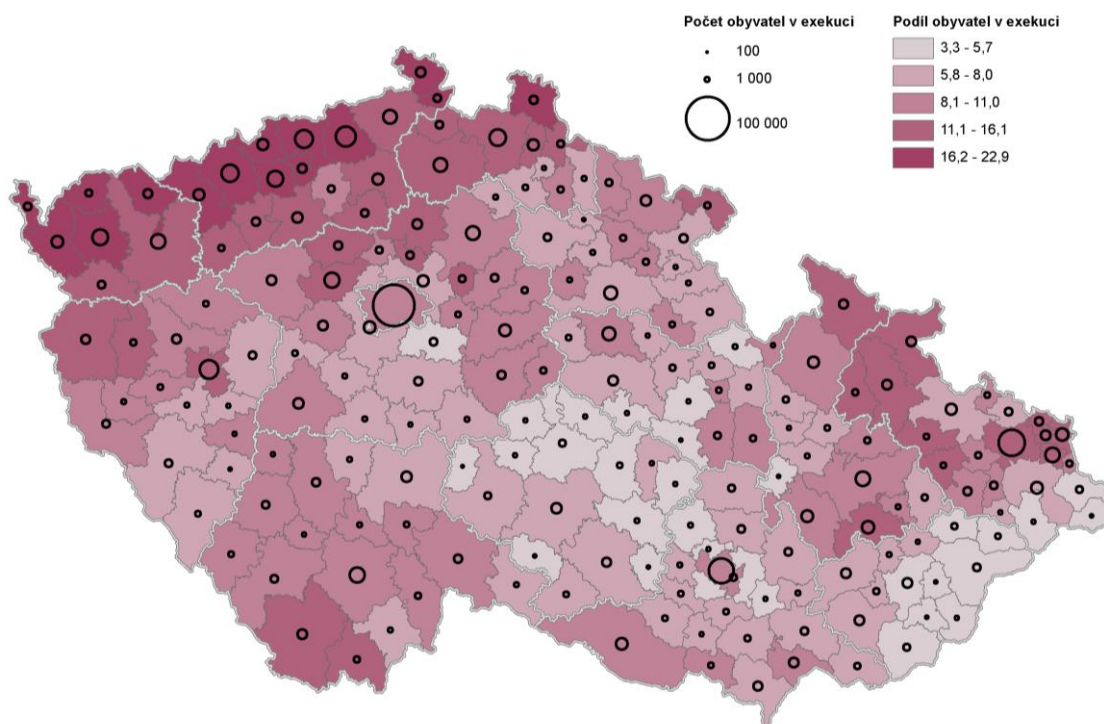 Počet obyvatel v exekuci
100
1 000
100 000
Podíl obyvatel v exekuci
3,3 - 5,7
5,8 - 8,0
8,1 - 11,0
11,1 - 16,1
16,2 - 22,9